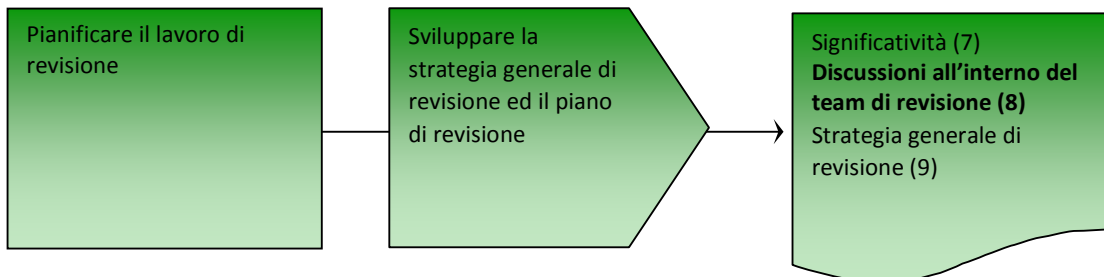 Pianificare il lavoro di
revisione
Sviluppare la
strategia generale di
revisione ed il piano
di revisione
Significatività (7)
Discussioni all’interno del
team di revisione (8)
Strategia generale di
revisione (9)